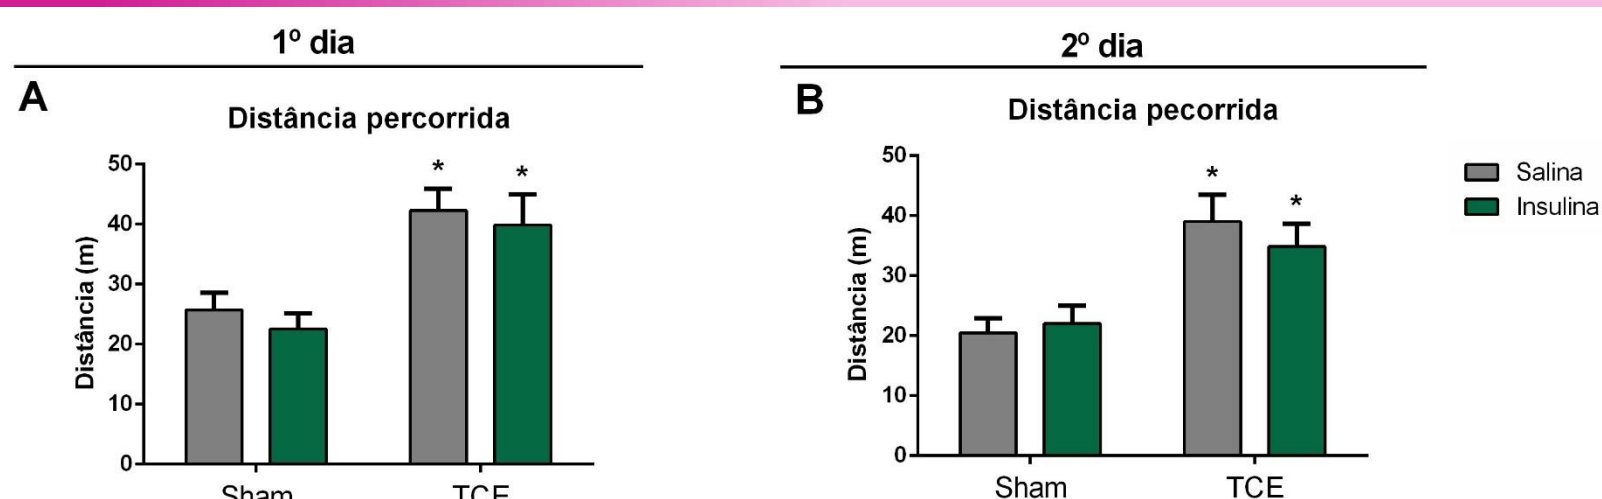 1º dia
A
Distância percorrida
Distância (m)
50
40
30
20
10
0
*
*
Sham
TCE
2º dia
B
Distância pecorrida
Distância (m)
50
40
30
20
10
0
*
*
Sham
TCE
Salina
Insulina